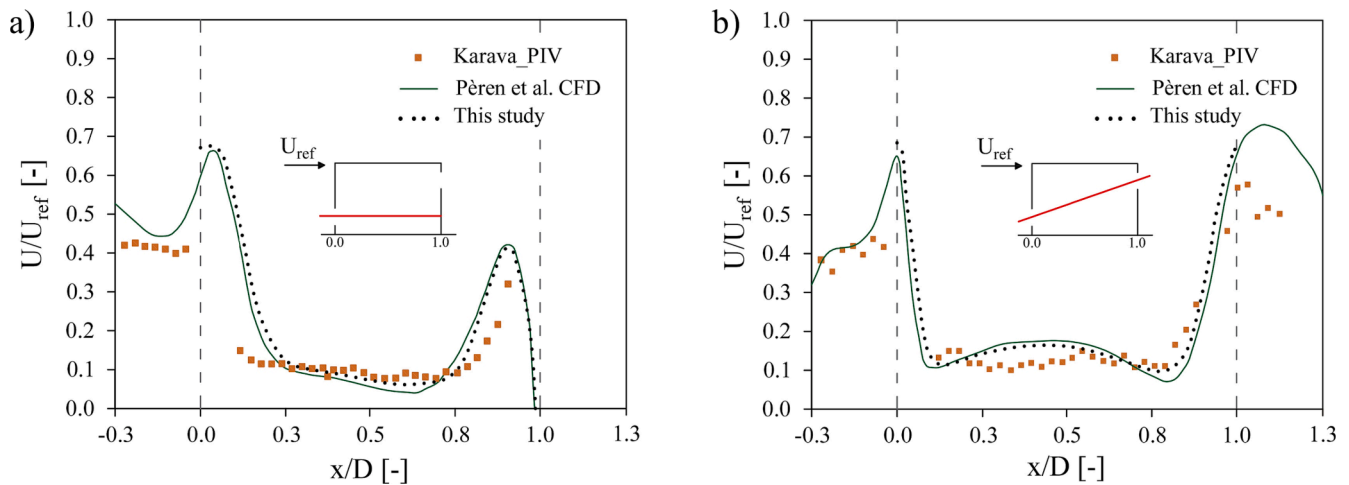 a)
1.0
0.9
0.8
0.7
0.6
0.5
0.4
0.3
0.2
0.1
0.0
U/U_ref [-]
Karava_PIV
Pèren et al. CFD
This study
U_ref
0.0 1.0
-0.3 0.0 0.3 0.5 0.8 1.0 1.3
x/D [-]
b)
1.0
0.9
0.8
0.7
0.6
0.5
0.4
0.3
0.2
0.1
0.0
U/U_ref [-]
Karava_PIV
Pèren et al. CFD
This study
U_ref
0.0 1.0
-0.3 0.0 0.3 0.5 0.8 1.0 1.3
x/D [-]